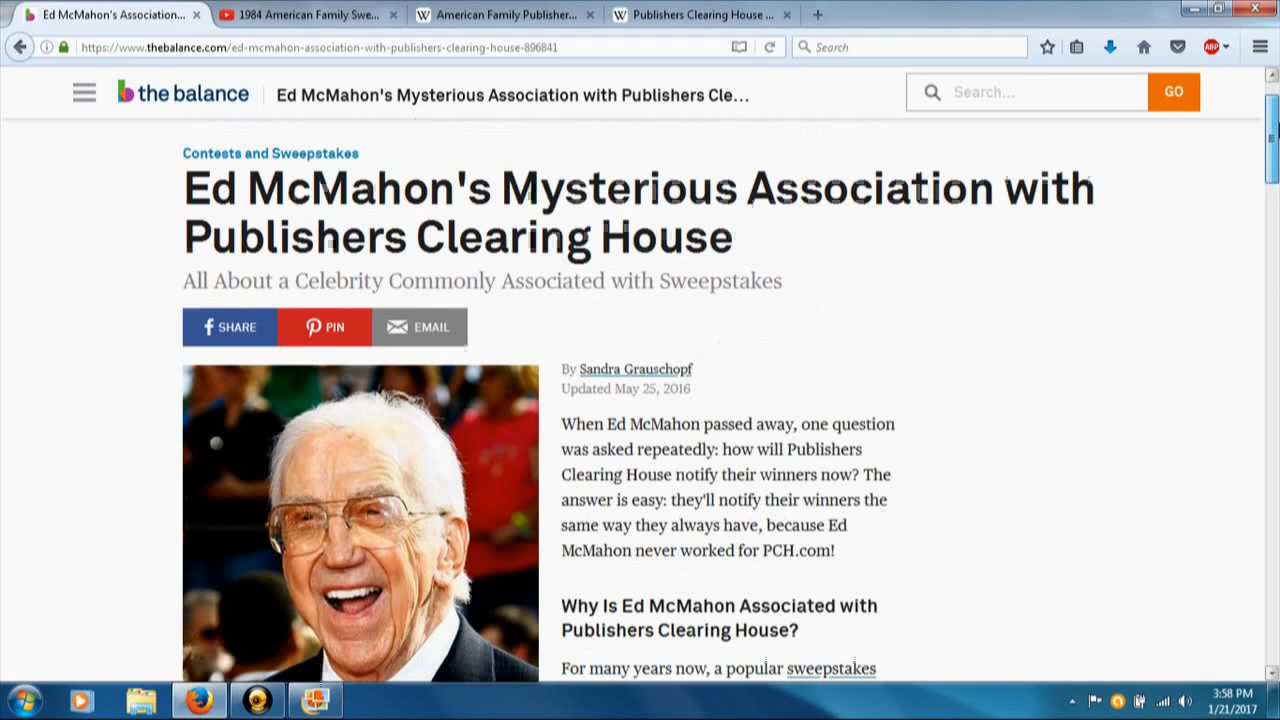 Ed McMahon's Association...
1984 American Family Swe...
American Family Publisher...
Publishers Clearing House ...
https://www.thebalance.com/ed-mcmahon-association-with-publishers-clearing-house-896841
Search
ABP
the balance
Ed McMahon's Mysterious Association with Publishers Cle...
Search...
GO
Contests and Sweepstakes
Ed McMahon's Mysterious Association with
Publishers Clearing House
All About a Celebrity Commonly Associated with Sweepstakes
SHARE
PIN
EMAIL
By Sandra Grauschopf
Updated May 25, 2016
When Ed McMahon passed away, one question
was asked repeatedly: how will Publishers
Clearing House notify their winners now? The
answer is easy: they'll notify their winners the
same way they always have, because Ed
McMahon never worked for PCH.com!
Why Is Ed McMahon Associated with
Publishers Clearing House?
For many years now, a popular sweepstakes
3:58 PM
1/21/2017